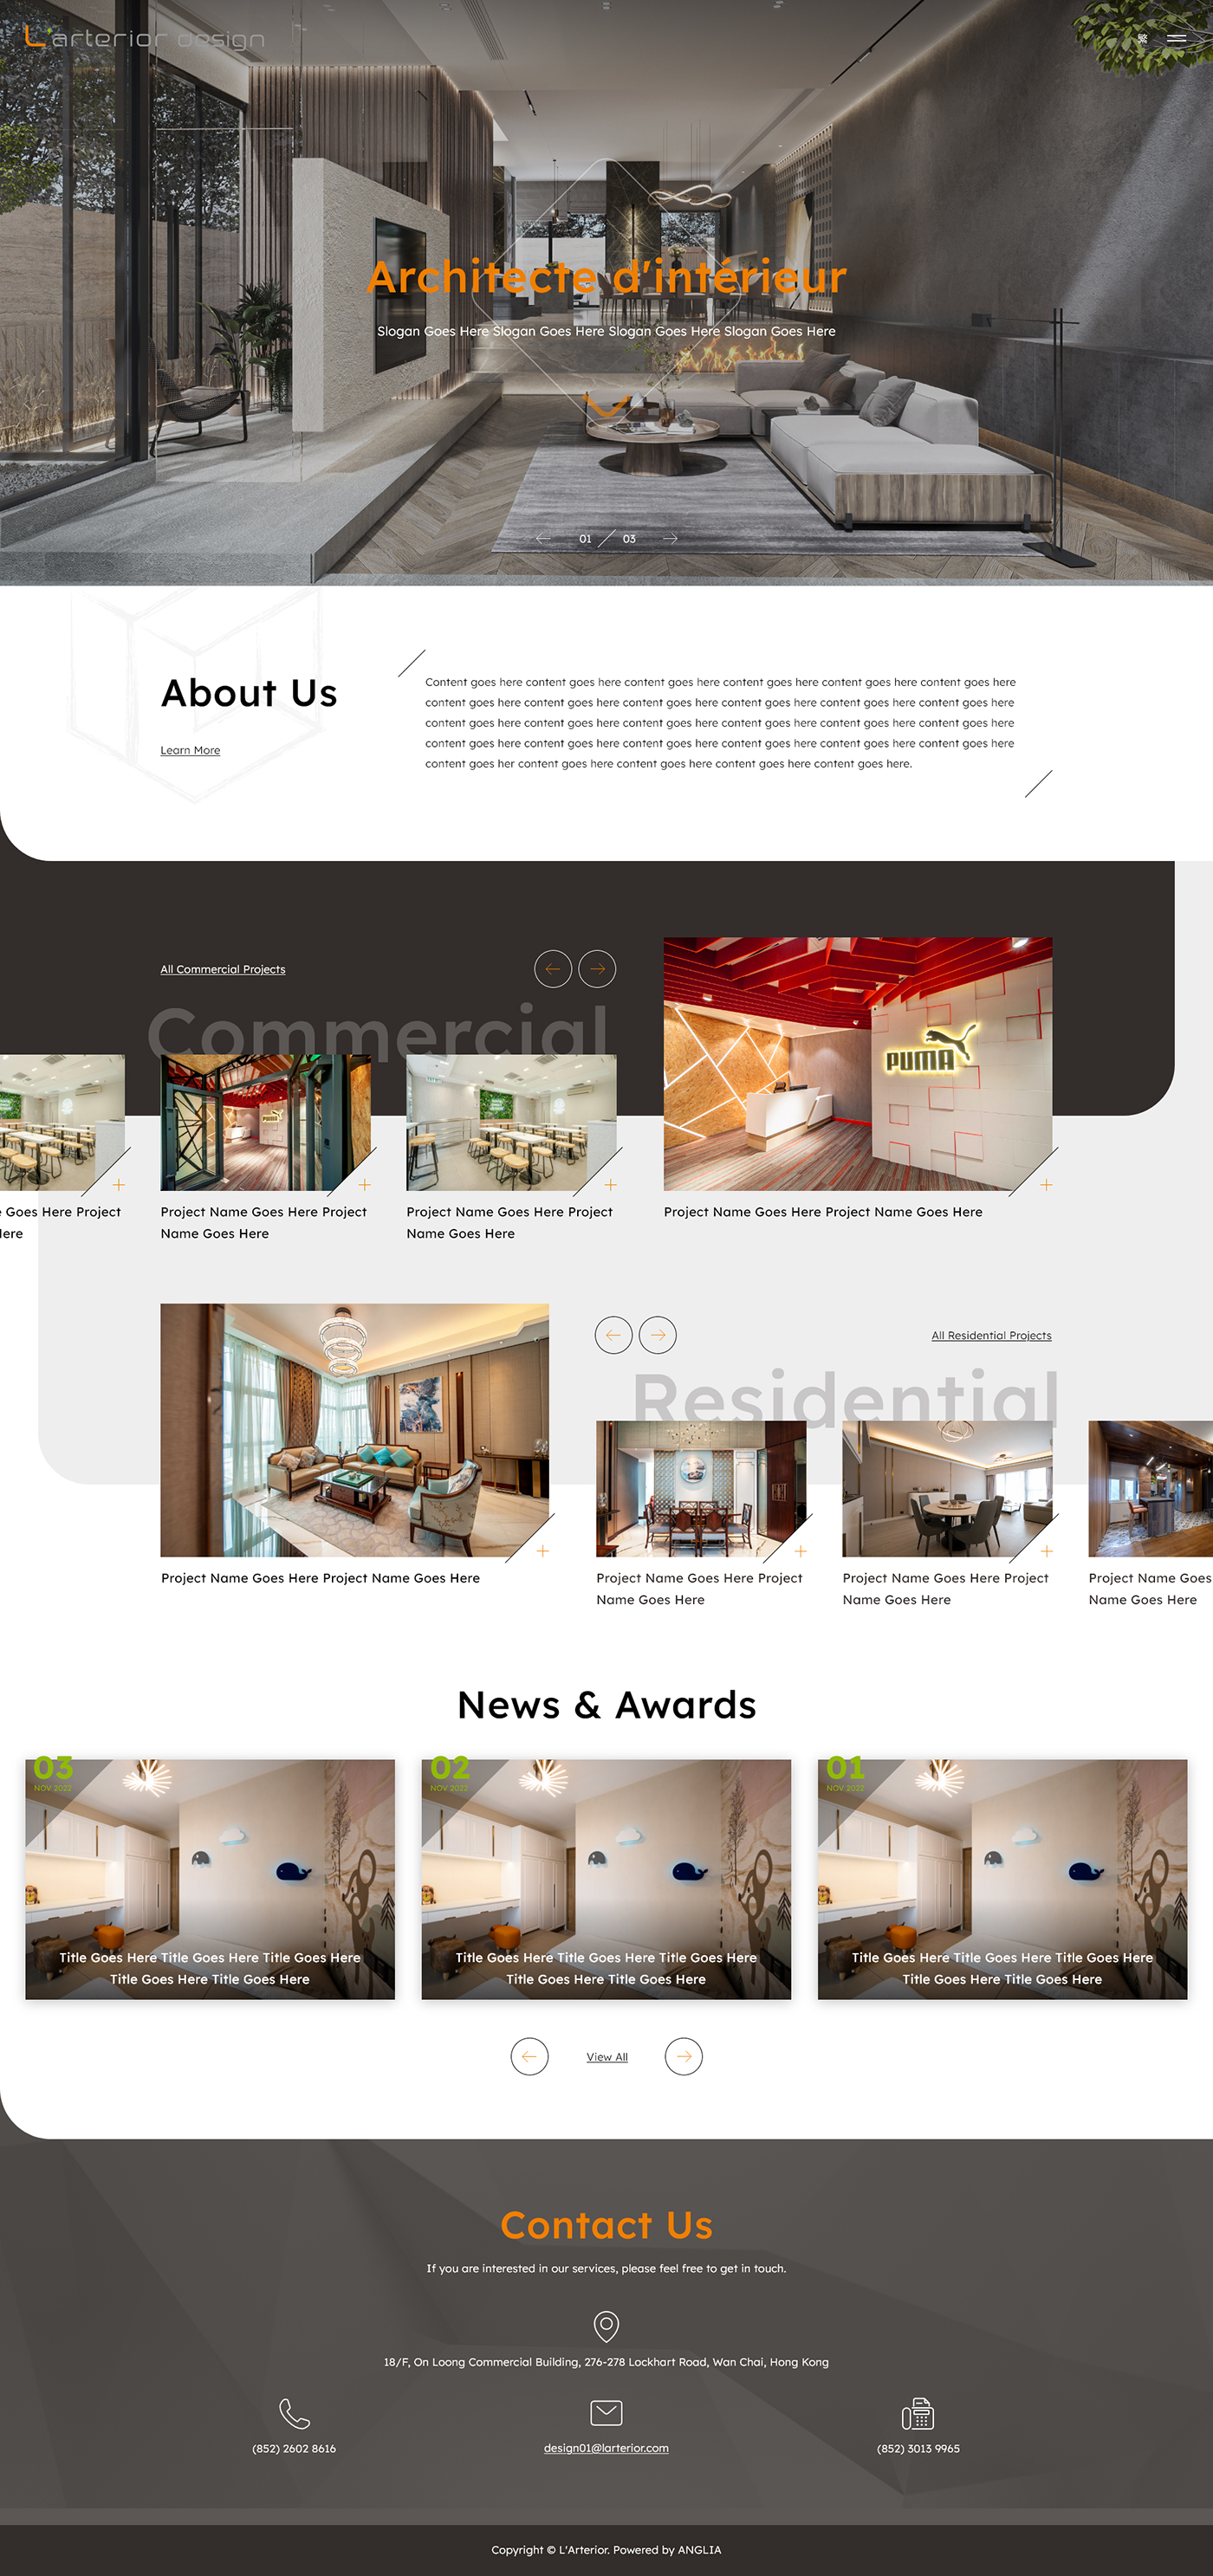 L'arterior design
繁
Architecte d'intérieur
Slogan Goes Here Slogan Goes Here Slogan Goes Here Slogan Goes Here
01 / 03
About Us
Learn More
Content goes here content goes here content goes here content goes here content goes here content goes here
content goes here content goes here content goes here content goes here content goes here content goes here
content goes here content goes here content goes here content goes here content goes here content goes here
content goes here content goes here content goes here content goes here content goes here content goes here
content goes her content goes here content goes here content goes here content goes here.
All Commercial Projects
Commercial
PUMA
Goes Here Project
Project Name Goes Here Project
Name Goes Here
Project Name Goes Here Project
Name Goes Here
Project Name Goes Here Project Name Goes Here
All Residential Projects
Residential
Project Name Goes Here Project Name Goes Here
Project Name Goes Here Project
Name Goes Here
Project Name Goes Here Project
Name Goes Here
Project Name Goes
Name Goes Here
News & Awards
03
NOV 2022
Title Goes Here Title Goes Here Title Goes Here
Title Goes Here Title Goes Here
02
NOV 2022
Title Goes Here Title Goes Here Title Goes Here
Title Goes Here Title Goes Here
01
NOV 2022
Title Goes Here Title Goes Here Title Goes Here
Title Goes Here Title Goes Here
View All
Contact Us
If you are interested in our services, please feel free to get in touch.
18/F, On Loong Commercial Building, 276-278 Lockhart Road, Wan Chai, Hong Kong
(852) 2602 8616
design01@larterior.com
(852) 3013 9965
Copyright © L'Arterior. Powered by ANGLIA